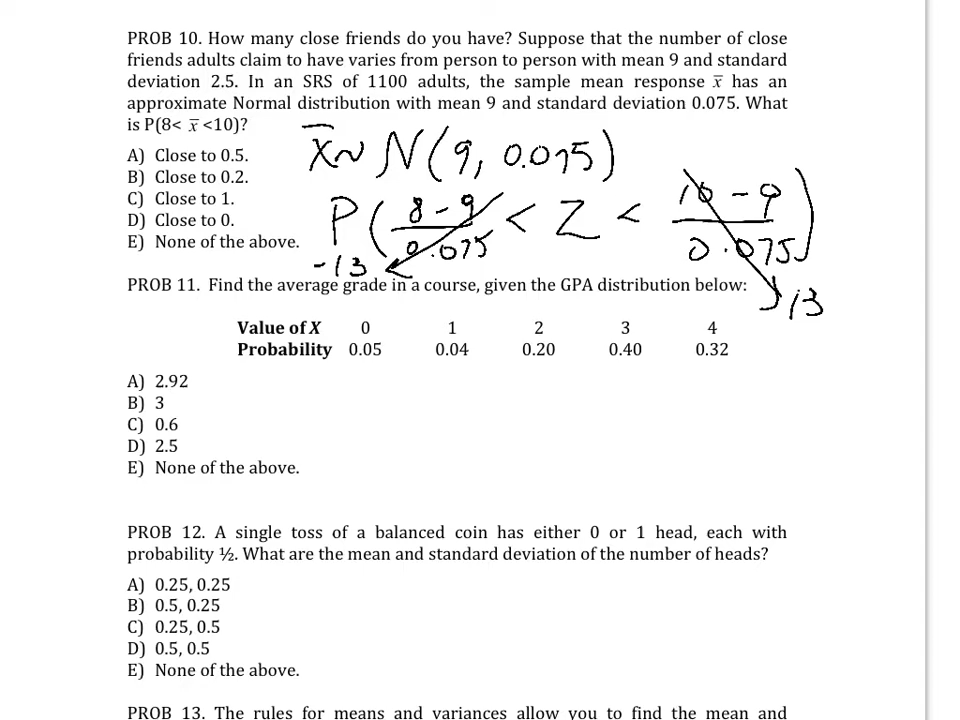 PROB 10. How many close friends do you have? Suppose that the number of close
friends adults claim to have varies from person to person with mean 9 and standard
deviation 2.5. In an SRS of 1100 adults, the sample mean response x̅ has an
approximate Normal distribution with mean 9 and standard deviation 0.075. What
is P(8< x̅ <10)?
X̅ ~ N(9, 0.075)
A) Close to 0.5.
B) Close to 0.2.
C) Close to 1.
D) Close to 0.
E) None of the above.
P( 8-9 / 0.075 < Z < 10-9 / 0.075 )
-13
13
PROB 11. Find the average grade in a course, given the GPA distribution below:
Value of X 0 1 2 3 4
Probability 0.05 0.04 0.20 0.40 0.32
A) 2.92
B) 3
C) 0.6
D) 2.5
E) None of the above.
PROB 12. A single toss of a balanced coin has either 0 or 1 head, each with
probability ½. What are the mean and standard deviation of the number of heads?
A) 0.25, 0.25
B) 0.5, 0.25
C) 0.25, 0.5
D) 0.5, 0.5
E) None of the above.
PROB 13. The rules for means and variances allow you to find the mean and